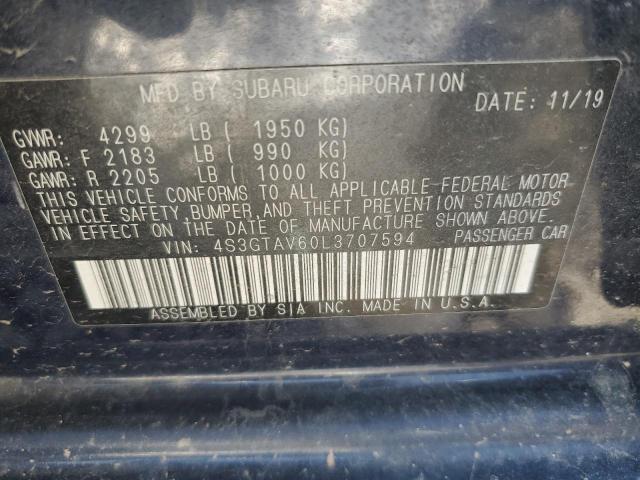 MFD BY SUBARU CORPORATION
DATE: 11/19
GVWR: 4299 LB ( 1950 KG)
GAWR: F 2183 LB ( 990 KG)
GAWR: R 2205 LB ( 1000 KG)
THIS VEHICLE CONFORMS TO ALL APPLICABLE FEDERAL MOTOR
VEHICLE SAFETY, BUMPER, AND THEFT PREVENTION STANDARDS
IN EFFECT ON THE DATE OF MANUFACTURE SHOWN ABOVE.
VIN: 4S3GTAV60L3707594 PASSENGER CAR
ASSEMBLED BY SIA INC. MADE IN U.S.A.